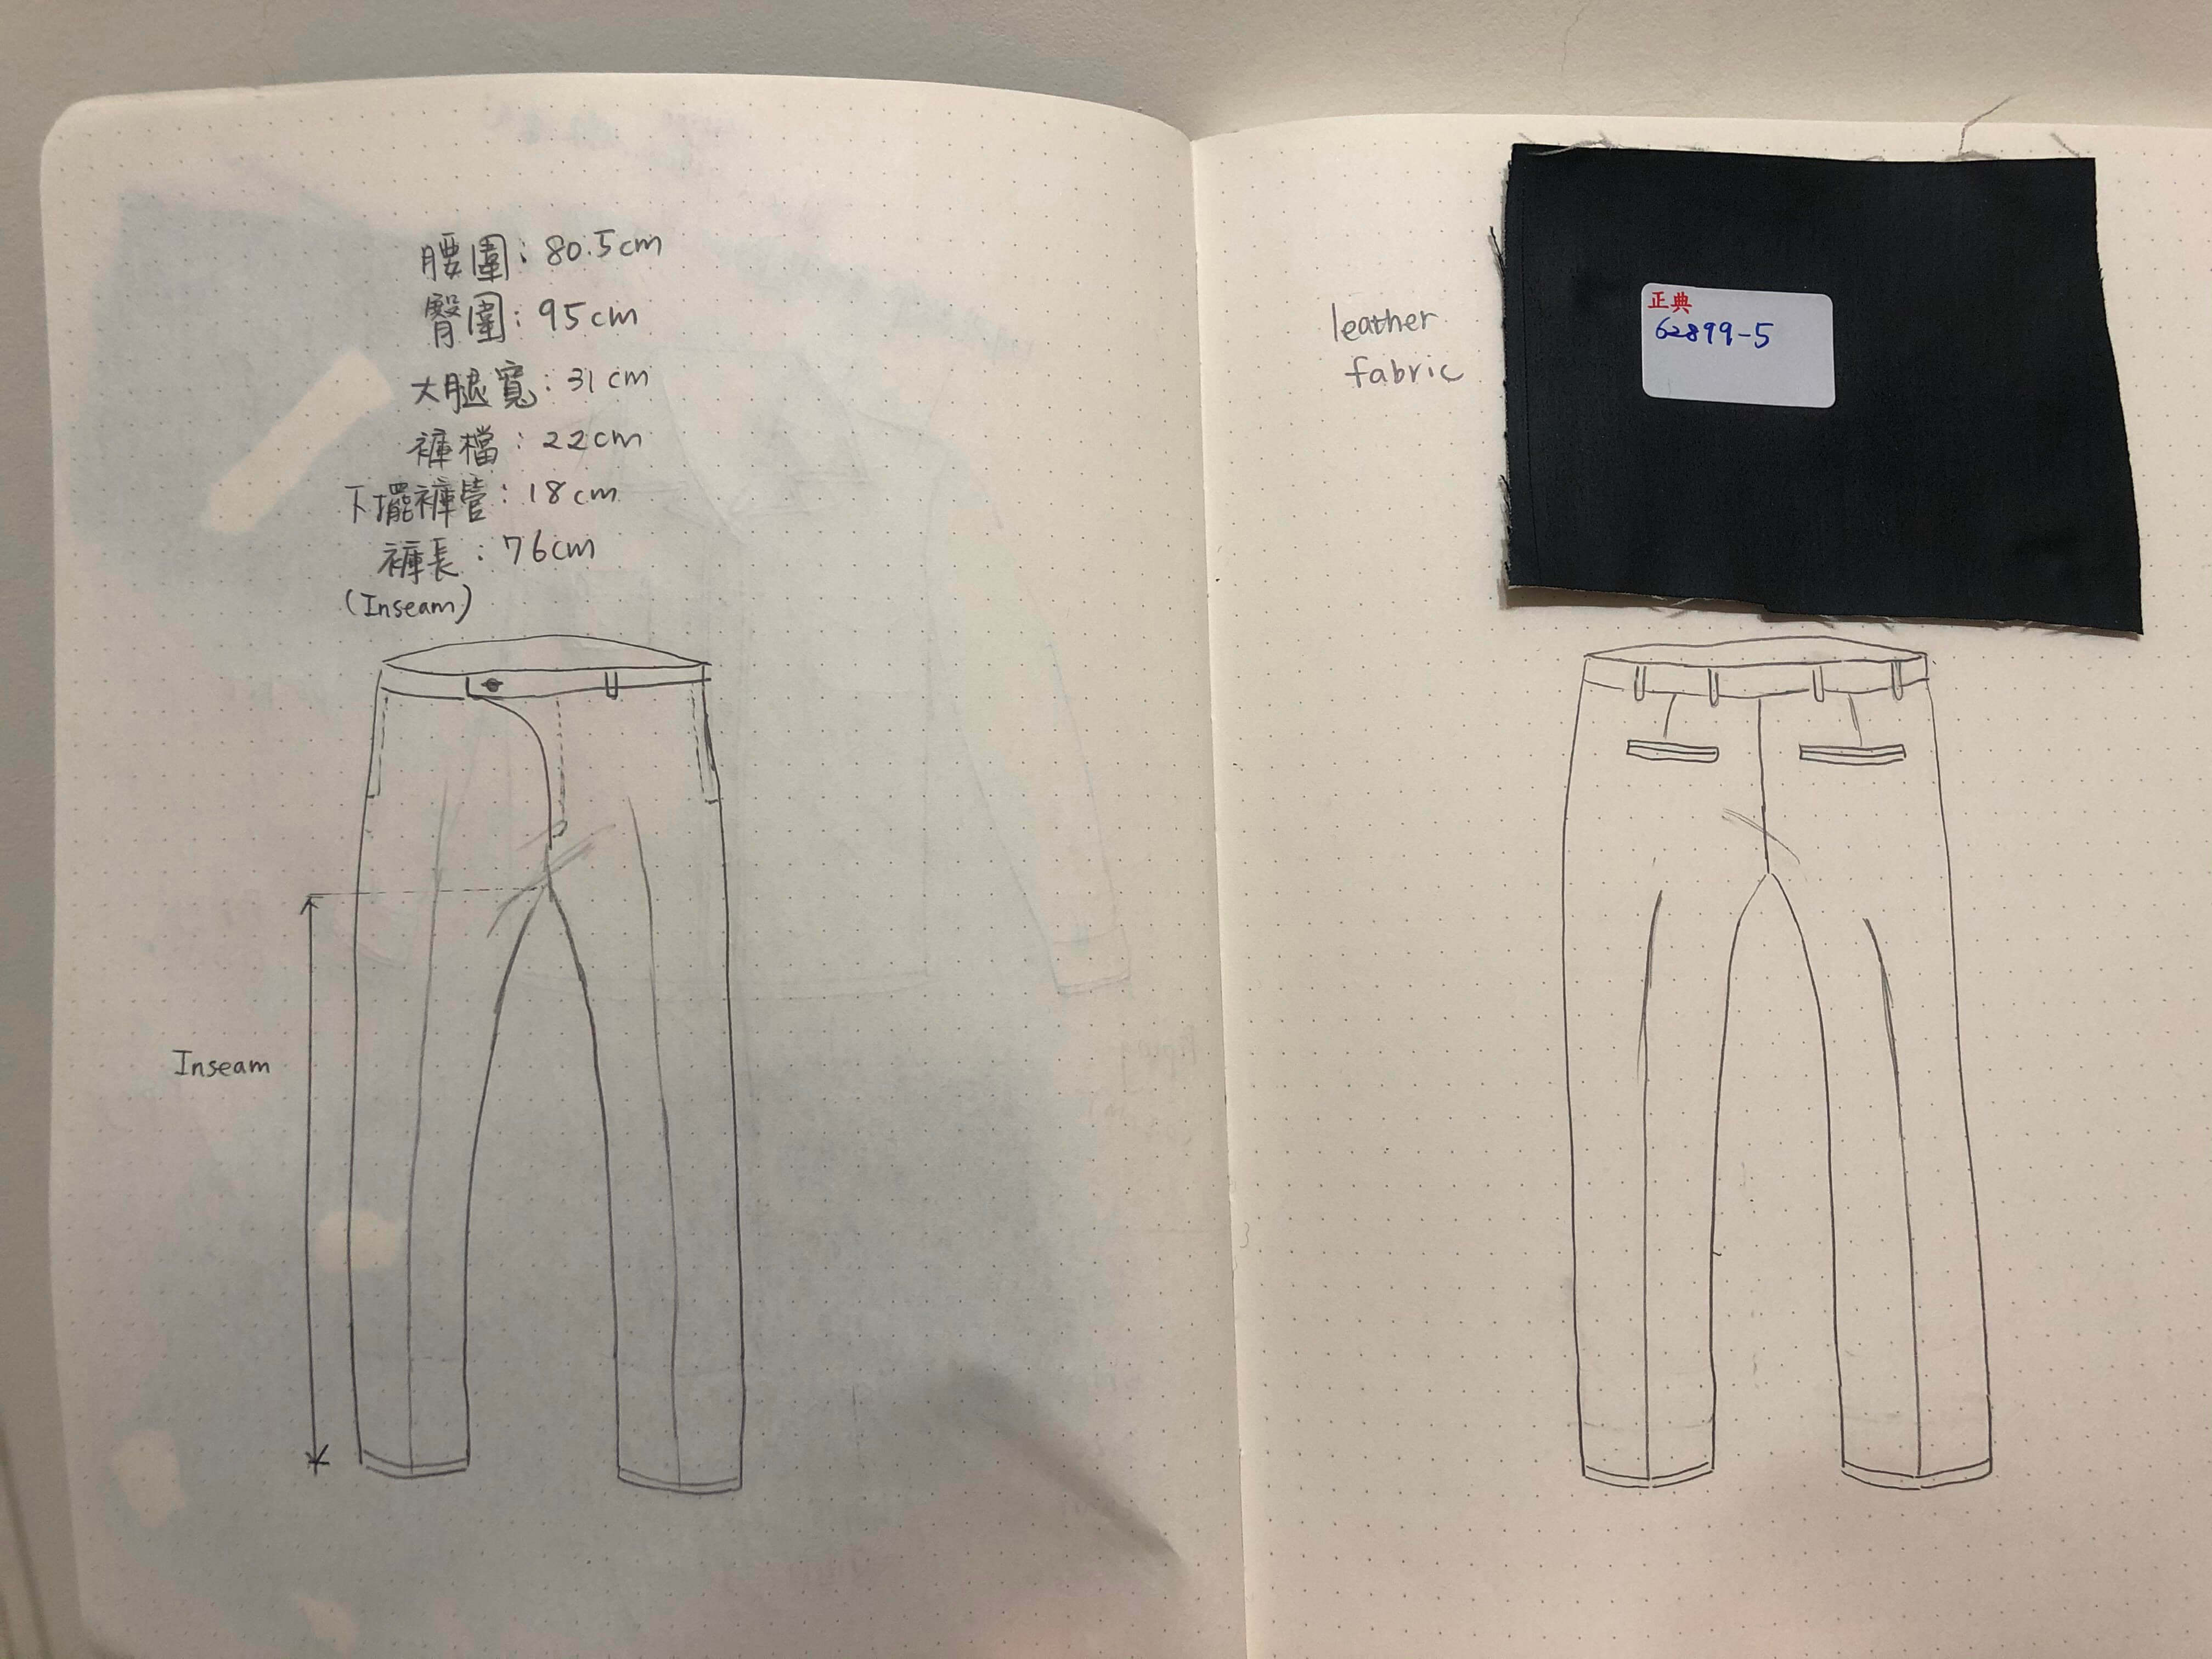 腰圍：80.5cm
臀圍：95cm
大腿寬：31cm
褲檔：22cm
下擺褲管：18cm
褲長：76cm
(Inseam)
Inseam
leather
fabric
正典
62899-5